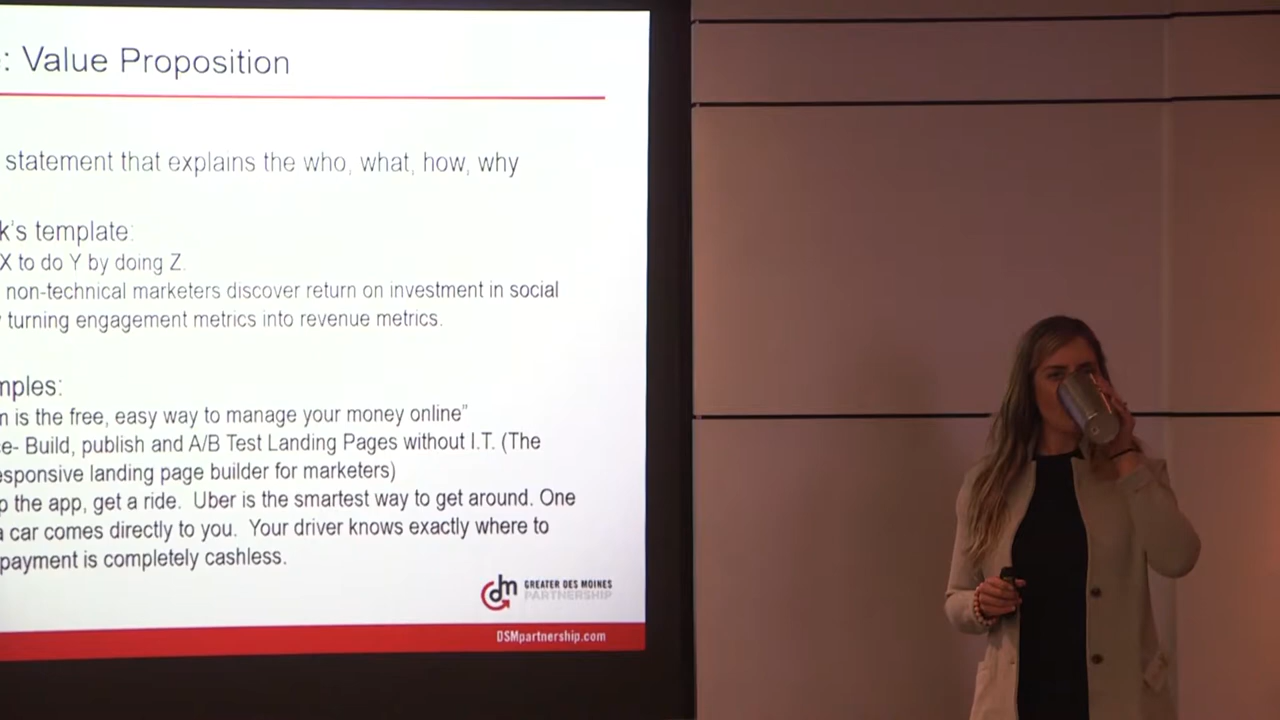 : Value Proposition
statement that explains the who, what, how, why
k's template:
X to do Y by doing Z.
non-technical marketers discover return on investment in social
turning engagement metrics into revenue metrics.
mples:
is the free, easy way to manage your money online”
e- Build, publish and A/B Test Landing Pages without I.T. (The
esponsive landing page builder for marketers)
p the app, get a ride. Uber is the smartest way to get around. One
a car comes directly to you. Your driver knows exactly where to
payment is completely cashless.
dm GREATER DES MOINES
PARTNERSHIP
DSMpartnership.com